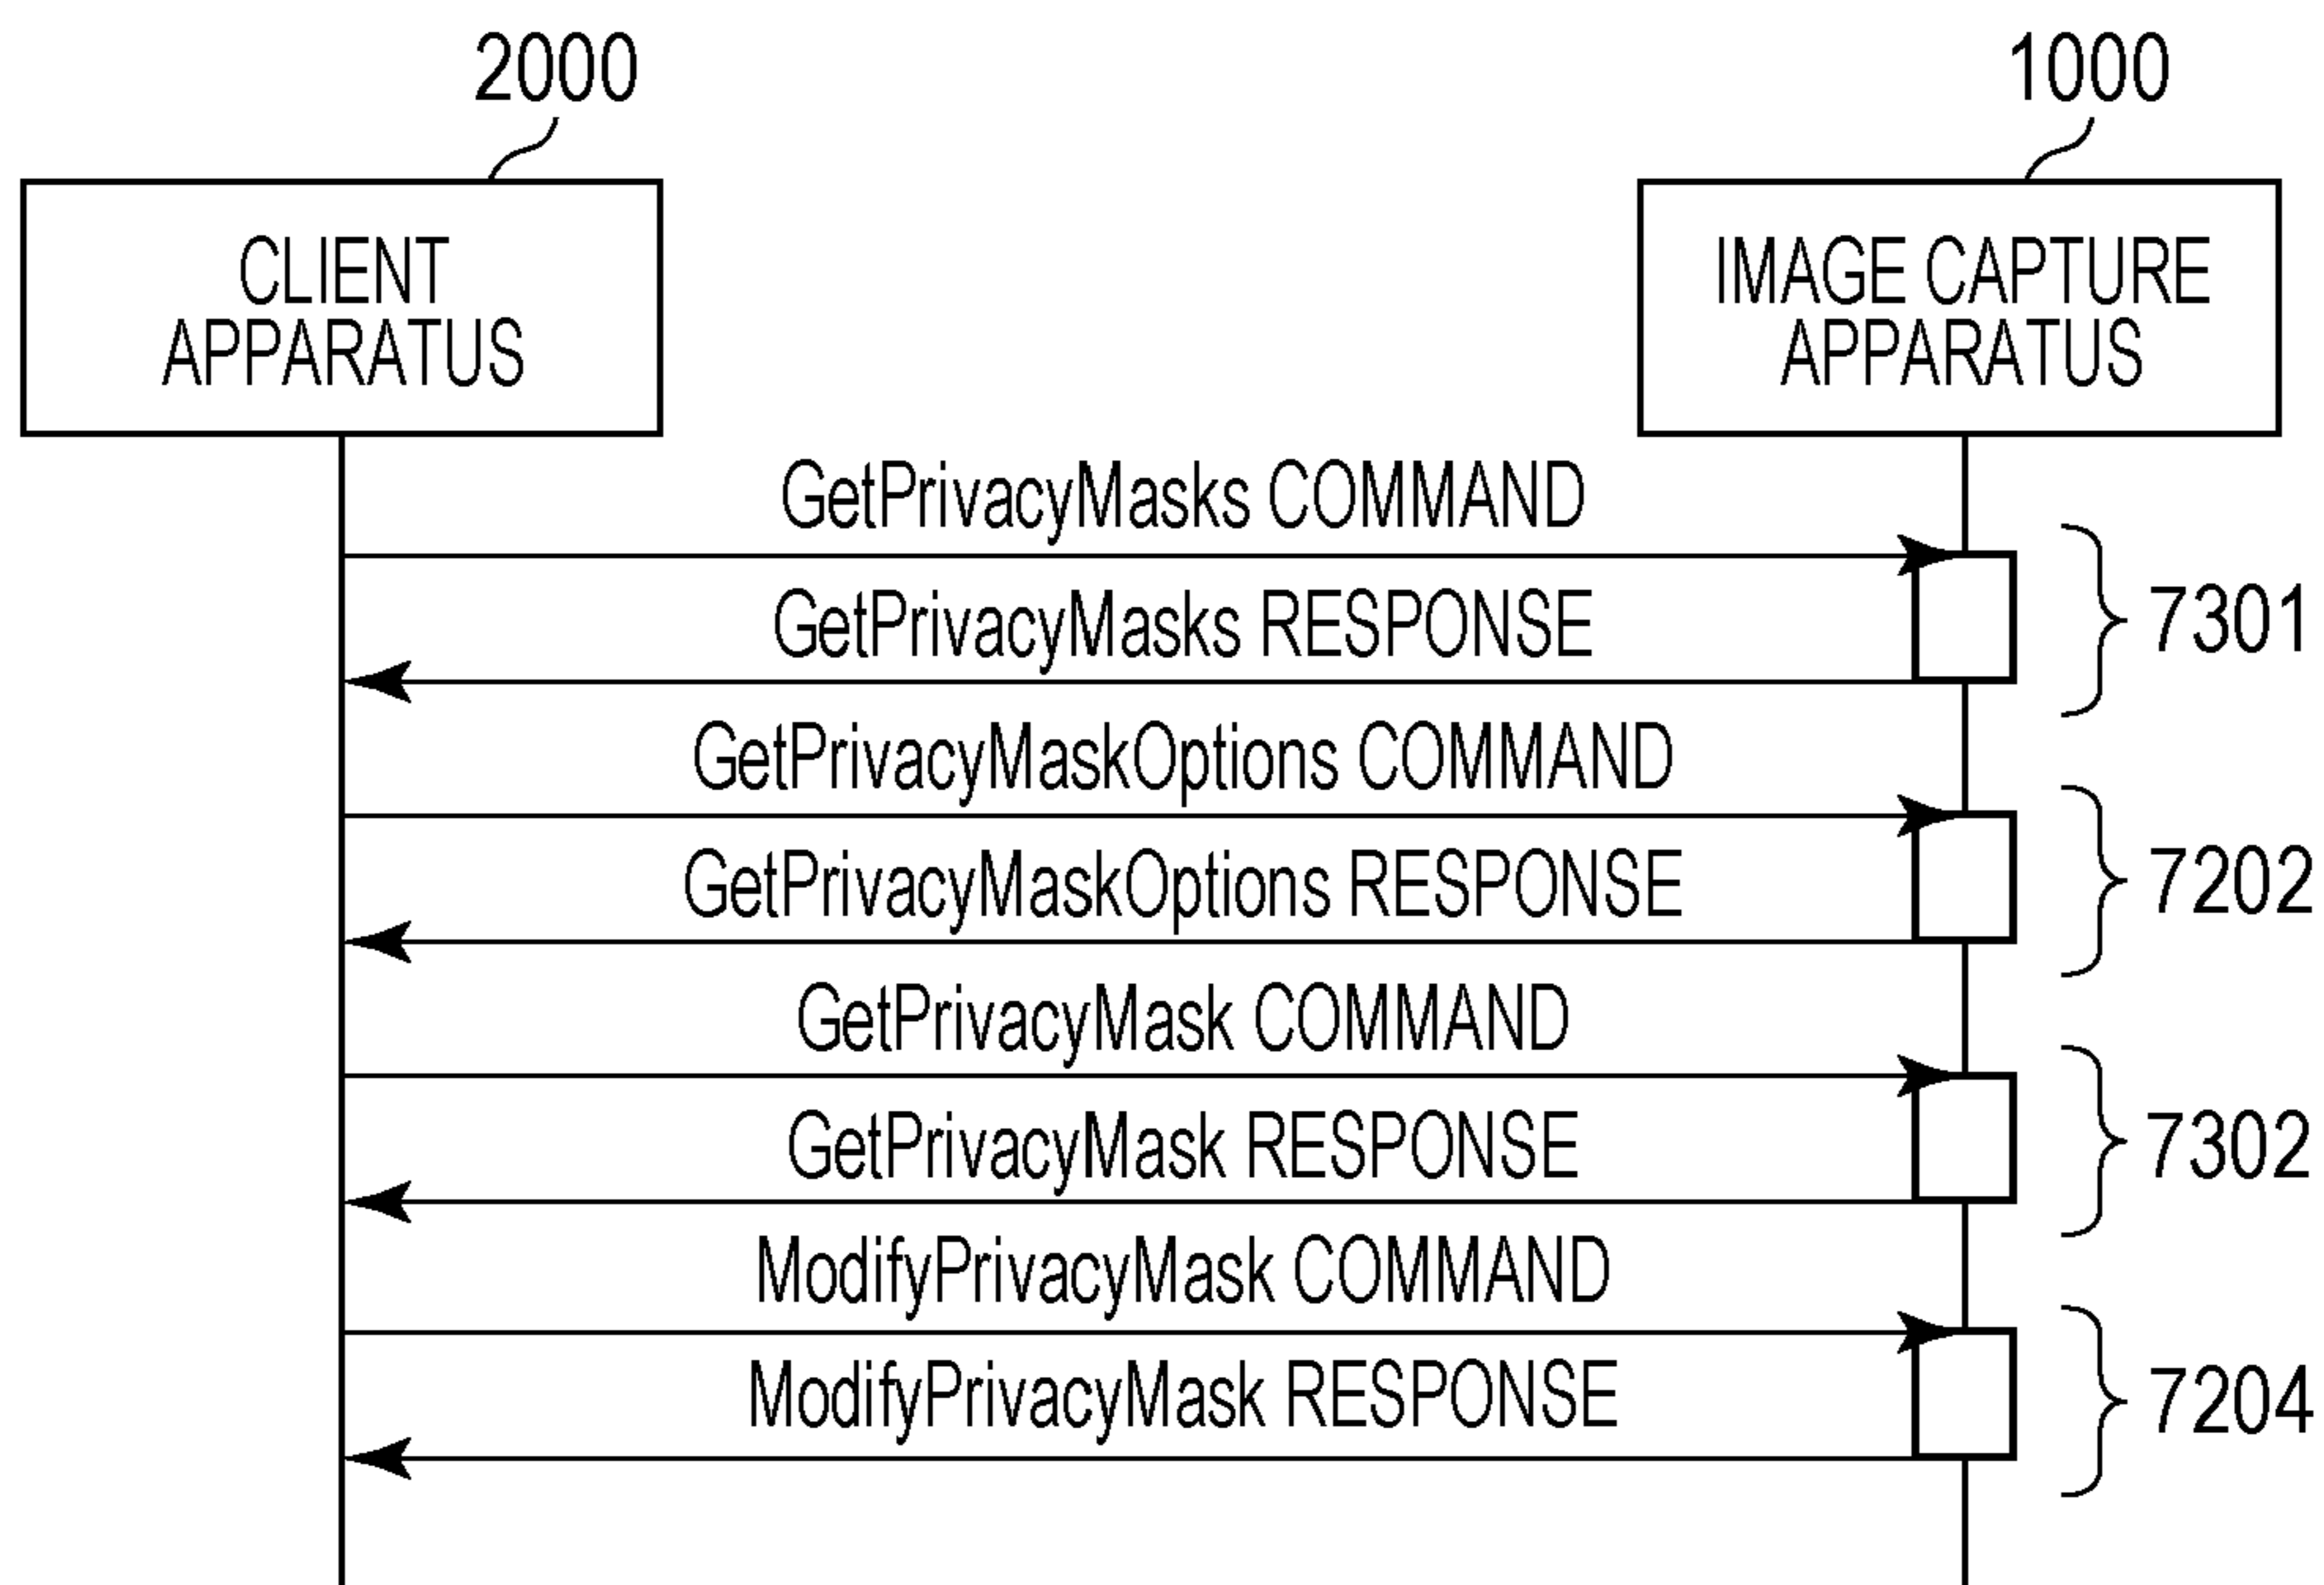 2000
1000
CLIENT
APPARATUS
IMAGE CAPTURE
APPARATUS
GetPrivacyMasks COMMAND
GetPrivacyMasks RESPONSE
7301
GetPrivacyMaskOptions COMMAND
GetPrivacyMaskOptions RESPONSE
7202
GetPrivacyMask COMMAND
GetPrivacyMask RESPONSE
7302
ModifyPrivacyMask COMMAND
ModifyPrivacyMask RESPONSE
7204